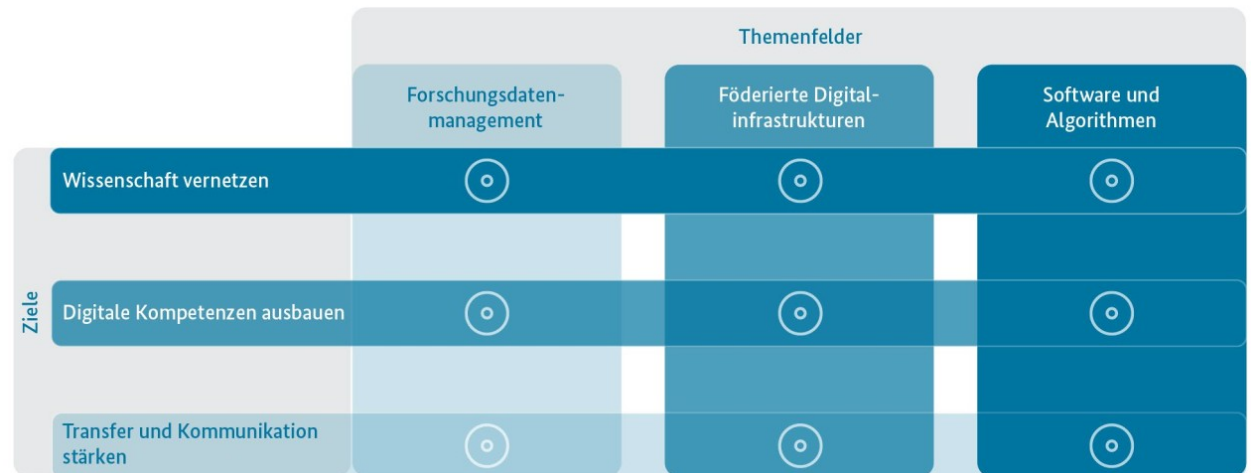 Themenfelder
Forschungsdaten-
management
Föderierte Digital-
infrastrukturen
Software und
Algorithmen
Ziele
Wissenschaft vernetzen
Digitale Kompetenzen ausbauen
Transfer und Kommunikation
stärken